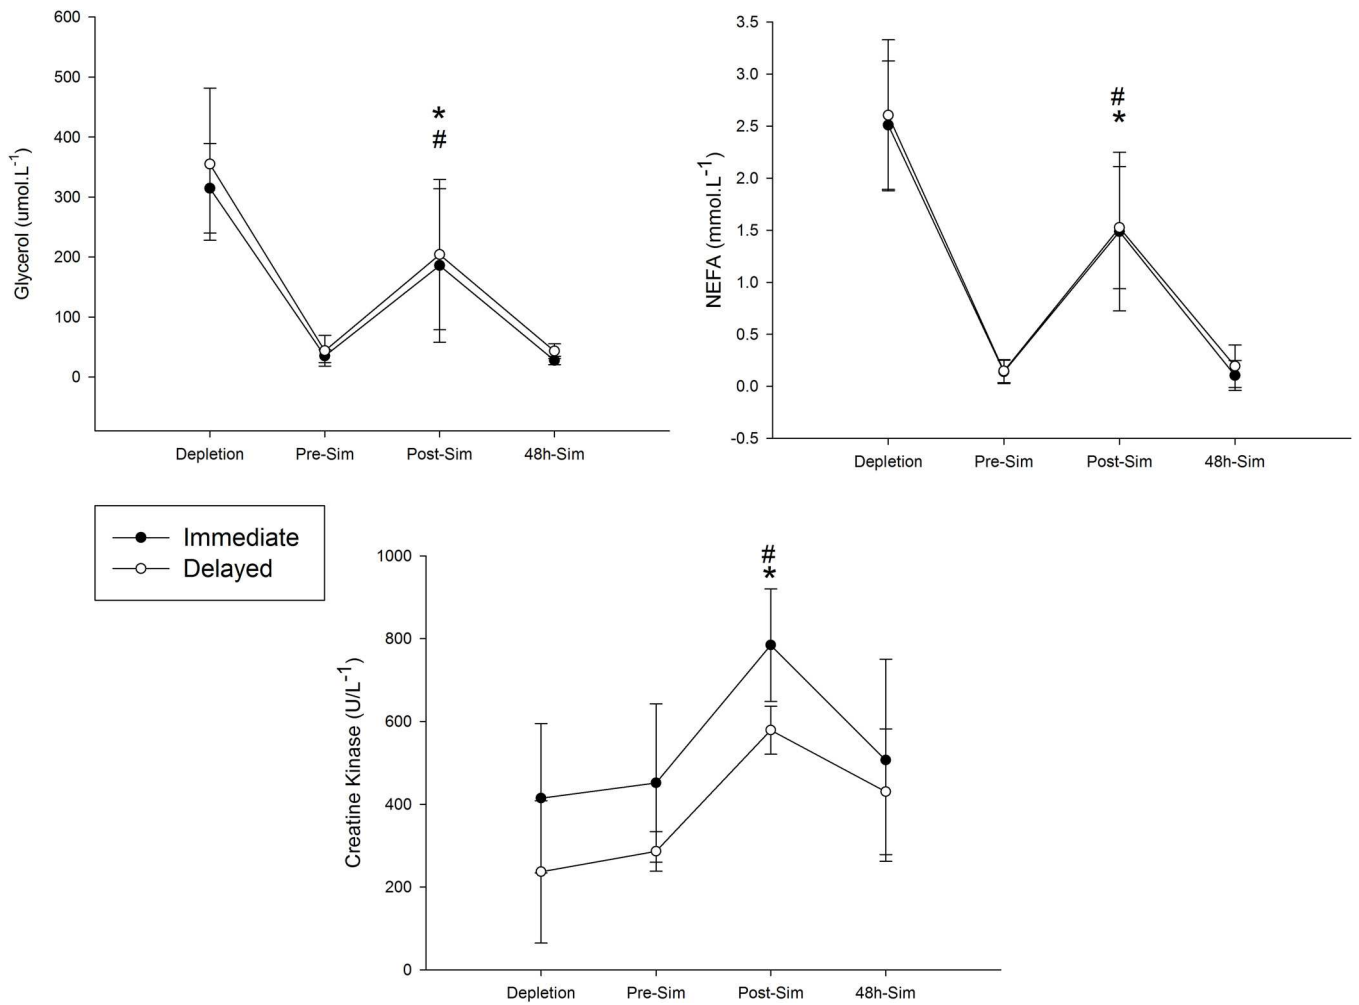 600
500
400
300
200
100
0
Glycerol (umol.L⁻¹)
*
#
Depletion
Pre-Sim
Post-Sim
48h-Sim
3.5
3.0
2.5
2.0
1.5
1.0
0.5
0.0
-0.5
NEFA (mmol.L⁻¹)
#
*
Depletion
Pre-Sim
Post-Sim
48h-Sim
Immediate
Delayed
1000
800
600
400
200
0
Creatine Kinase (U/L⁻¹)
#
*
Depletion
Pre-Sim
Post-Sim
48h-Sim